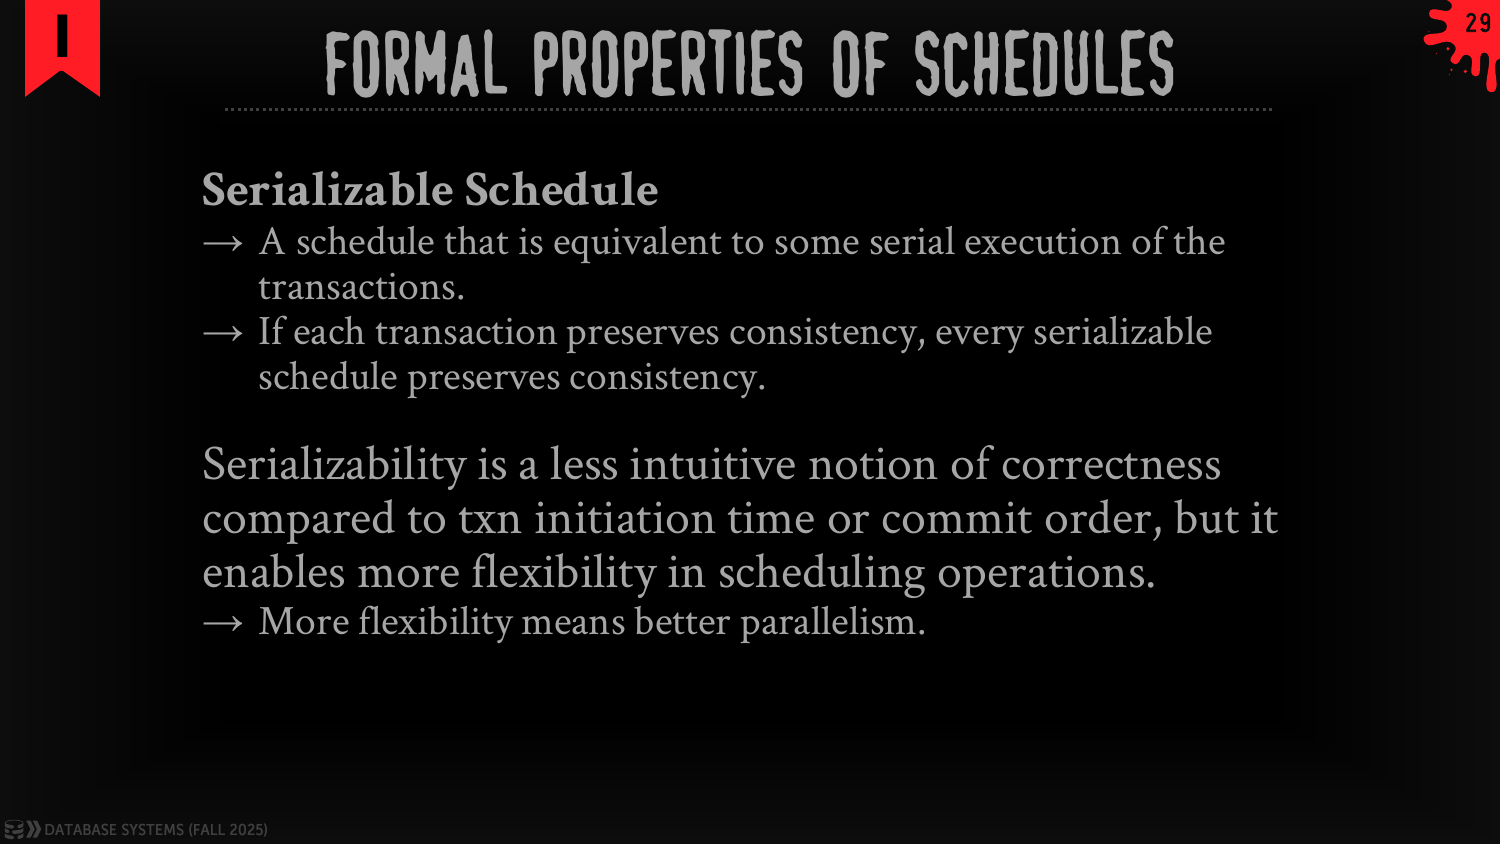 I
29
FORMAL PROPERTIES OF SCHEDULES
Serializable Schedule
→ A schedule that is equivalent to some serial execution of the
transactions.
→ If each transaction preserves consistency, every serializable
schedule preserves consistency.
Serializability is a less intuitive notion of correctness
compared to txn initiation time or commit order, but it
enables more flexibility in scheduling operations.
→ More flexibility means better parallelism.
DATABASE SYSTEMS (FALL 2025)